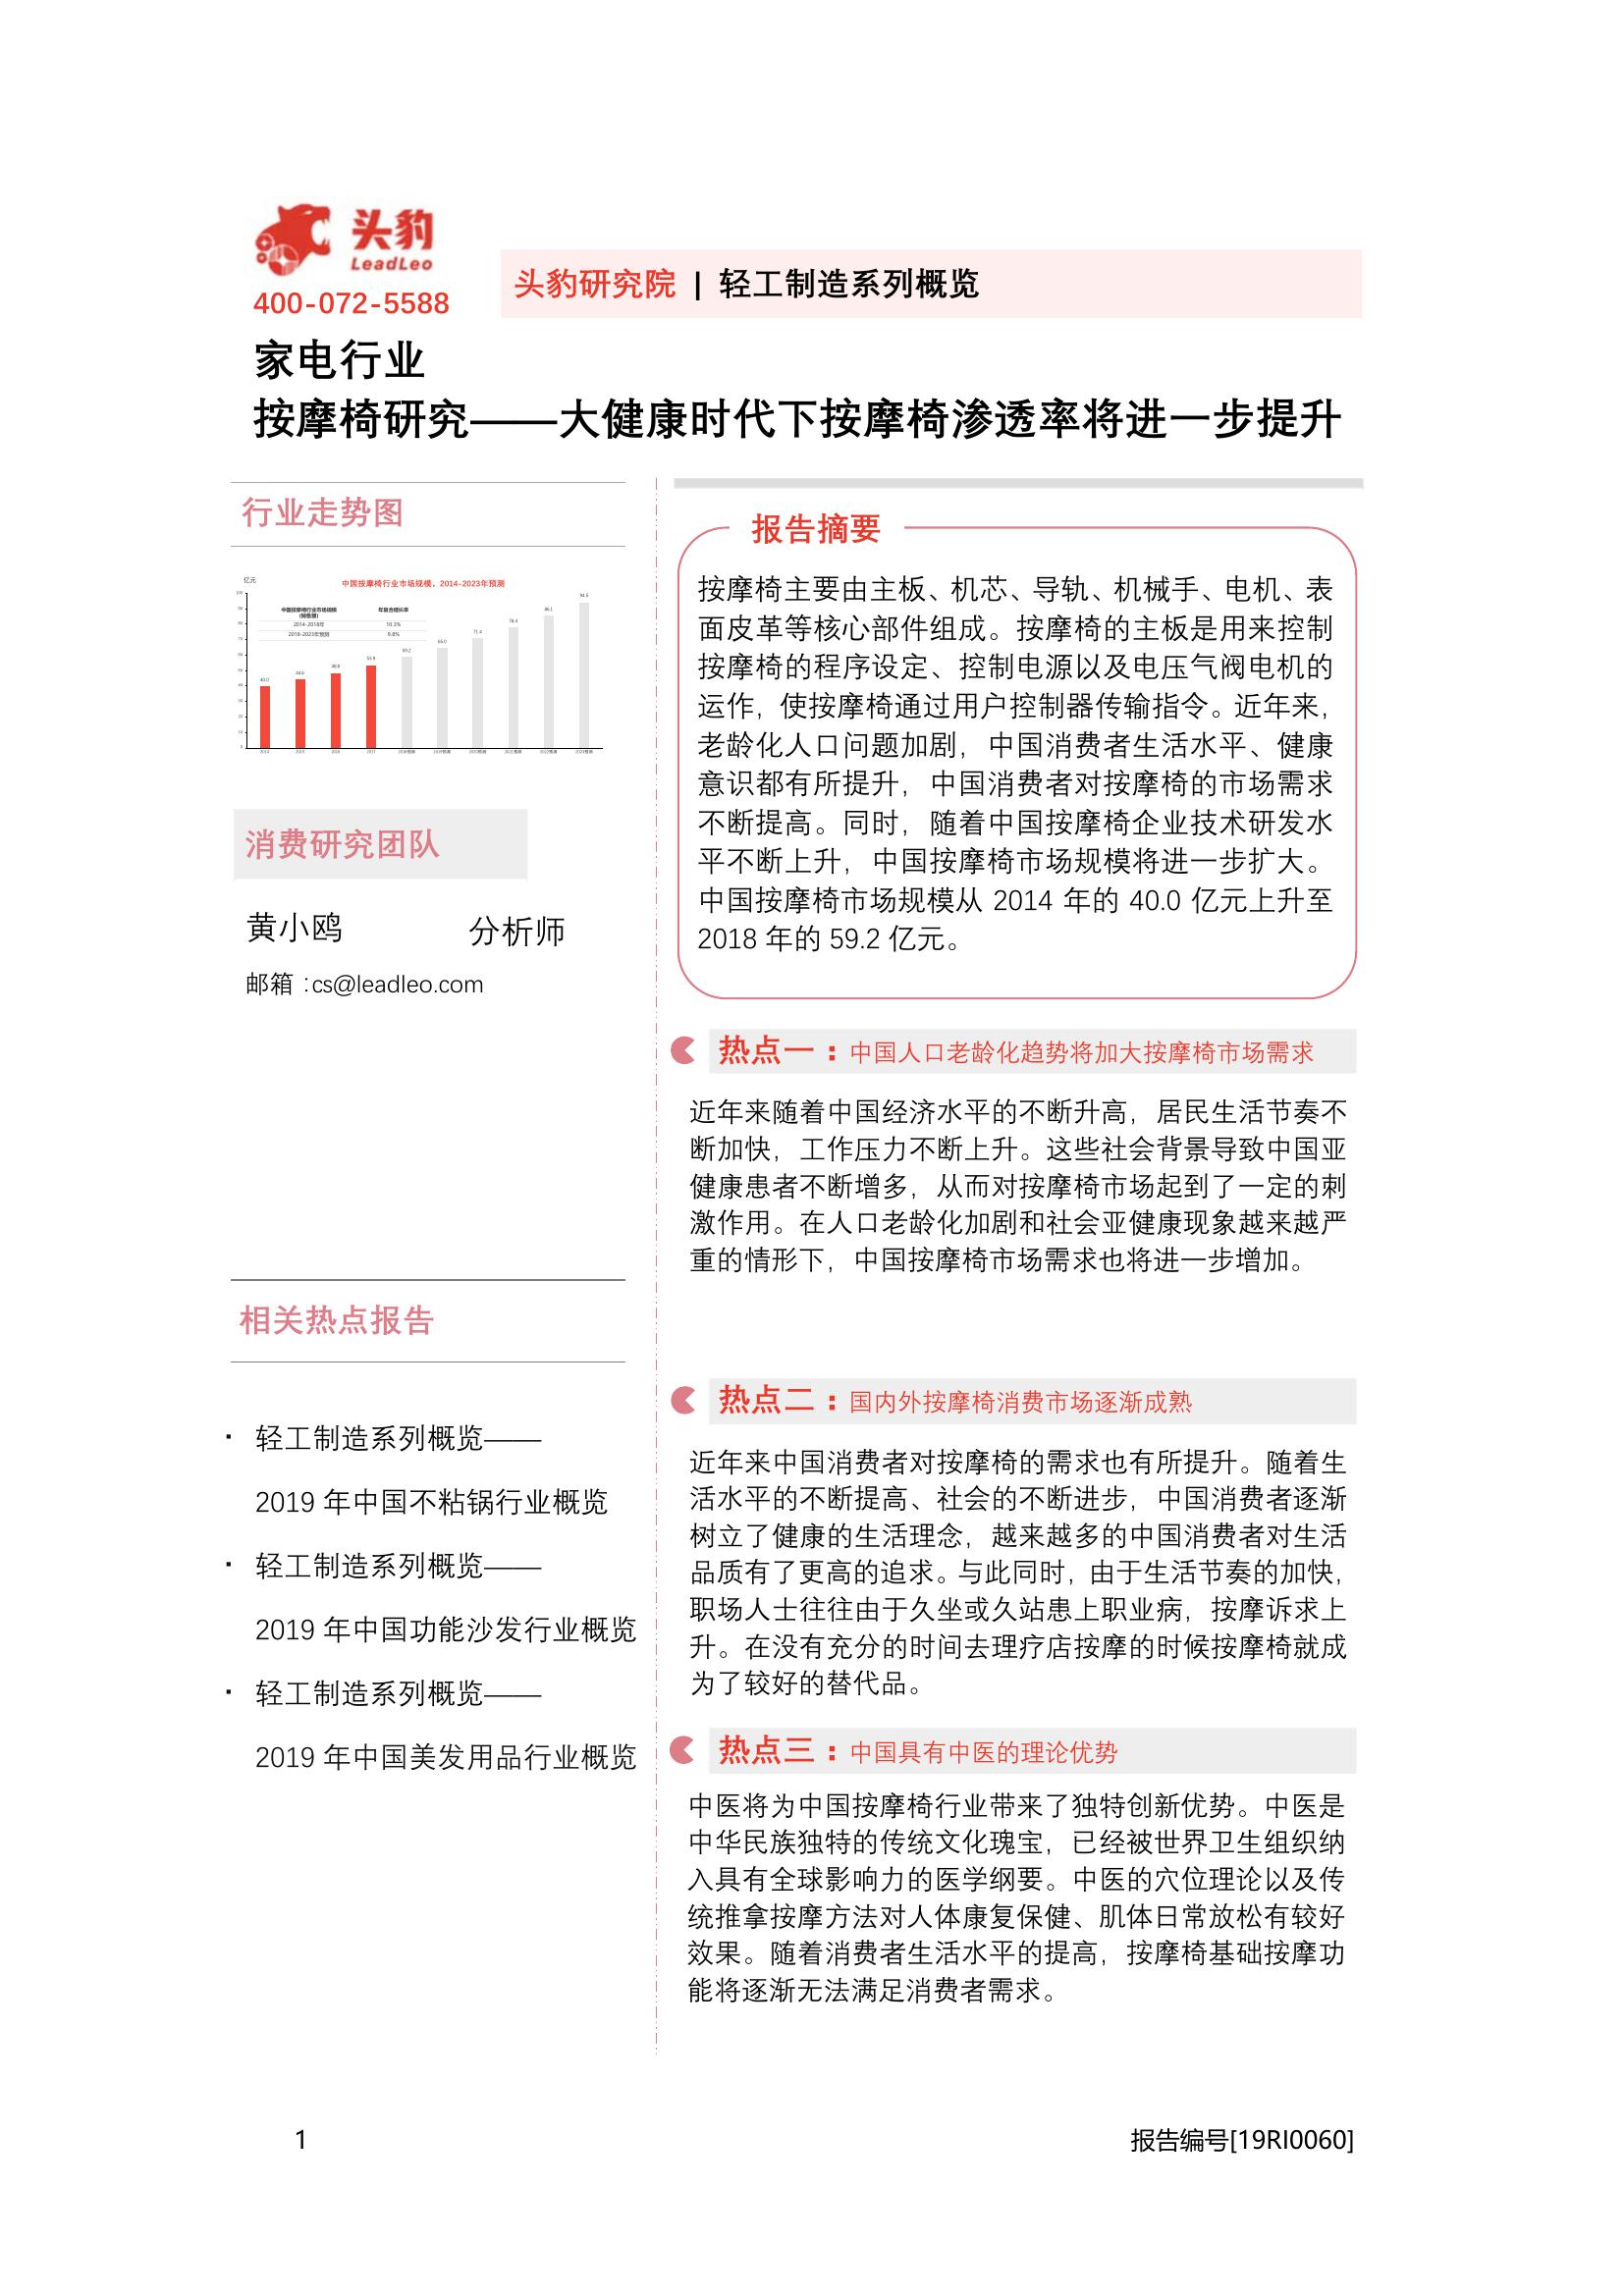 头豹
LeadLeo
400-072-5588
头豹研究院 | 轻工制造系列概览
家电行业
按摩椅研究——大健康时代下按摩椅渗透率将进一步提升
行业走势图
亿元
中国按摩椅行业市场规模，2014-2023年预测
中国按摩椅行业市场规模
(销售额)
年复合增长率
2014-2018年 10.3%
2018-2023年预测 9.8%
消费研究团队
黄小鸥 分析师
邮箱 :cs@leadleo.com
相关热点报告
· 轻工制造系列概览——
2019 年中国不粘锅行业概览
· 轻工制造系列概览——
2019 年中国功能沙发行业概览
· 轻工制造系列概览——
2019 年中国美发用品行业概览
报告摘要
按摩椅主要由主板、机芯、导轨、机械手、电机、表
面皮革等核心部件组成。按摩椅的主板是用来控制
按摩椅的程序设定、控制电源以及电压气阀电机的
运作，使按摩椅通过用户控制器传输指令。近年来，
老龄化人口问题加剧，中国消费者生活水平、健康
意识都有所提升，中国消费者对按摩椅的市场需求
不断提高。同时，随着中国按摩椅企业技术研发水
平不断上升，中国按摩椅市场规模将进一步扩大。
中国按摩椅市场规模从 2014 年的 40.0 亿元上升至
2018 年的 59.2 亿元。
热点一：中国人口老龄化趋势将加大按摩椅市场需求
近年来随着中国经济水平的不断升高，居民生活节奏不
断加快，工作压力不断上升。这些社会背景导致中国亚
健康患者不断增多，从而对按摩椅市场起到了一定的刺
激作用。在人口老龄化加剧和社会亚健康现象越来越严
重的情形下，中国按摩椅市场需求也将进一步增加。
热点二：国内外按摩椅消费市场逐渐成熟
近年来中国消费者对按摩椅的需求也有所提升。随着生
活水平的不断提高、社会的不断进步，中国消费者逐渐
树立了健康的生活理念，越来越多的中国消费者对生活
品质有了更高的追求。与此同时，由于生活节奏的加快，
职场人士往往由于久坐或久站患上职业病，按摩诉求上
升。在没有充分的时间去理疗店按摩的时候按摩椅就成
为了较好的替代品。
热点三：中国具有中医的理论优势
中医将为中国按摩椅行业带来了独特创新优势。中医是
中华民族独特的传统文化瑰宝，已经被世界卫生组织纳
入具有全球影响力的医学纲要。中医的穴位理论以及传
统推拿按摩方法对人体康复保健、肌体日常放松有较好
效果。随着消费者生活水平的提高，按摩椅基础按摩功
能将逐渐无法满足消费者需求。
1
报告编号[19RI0060]